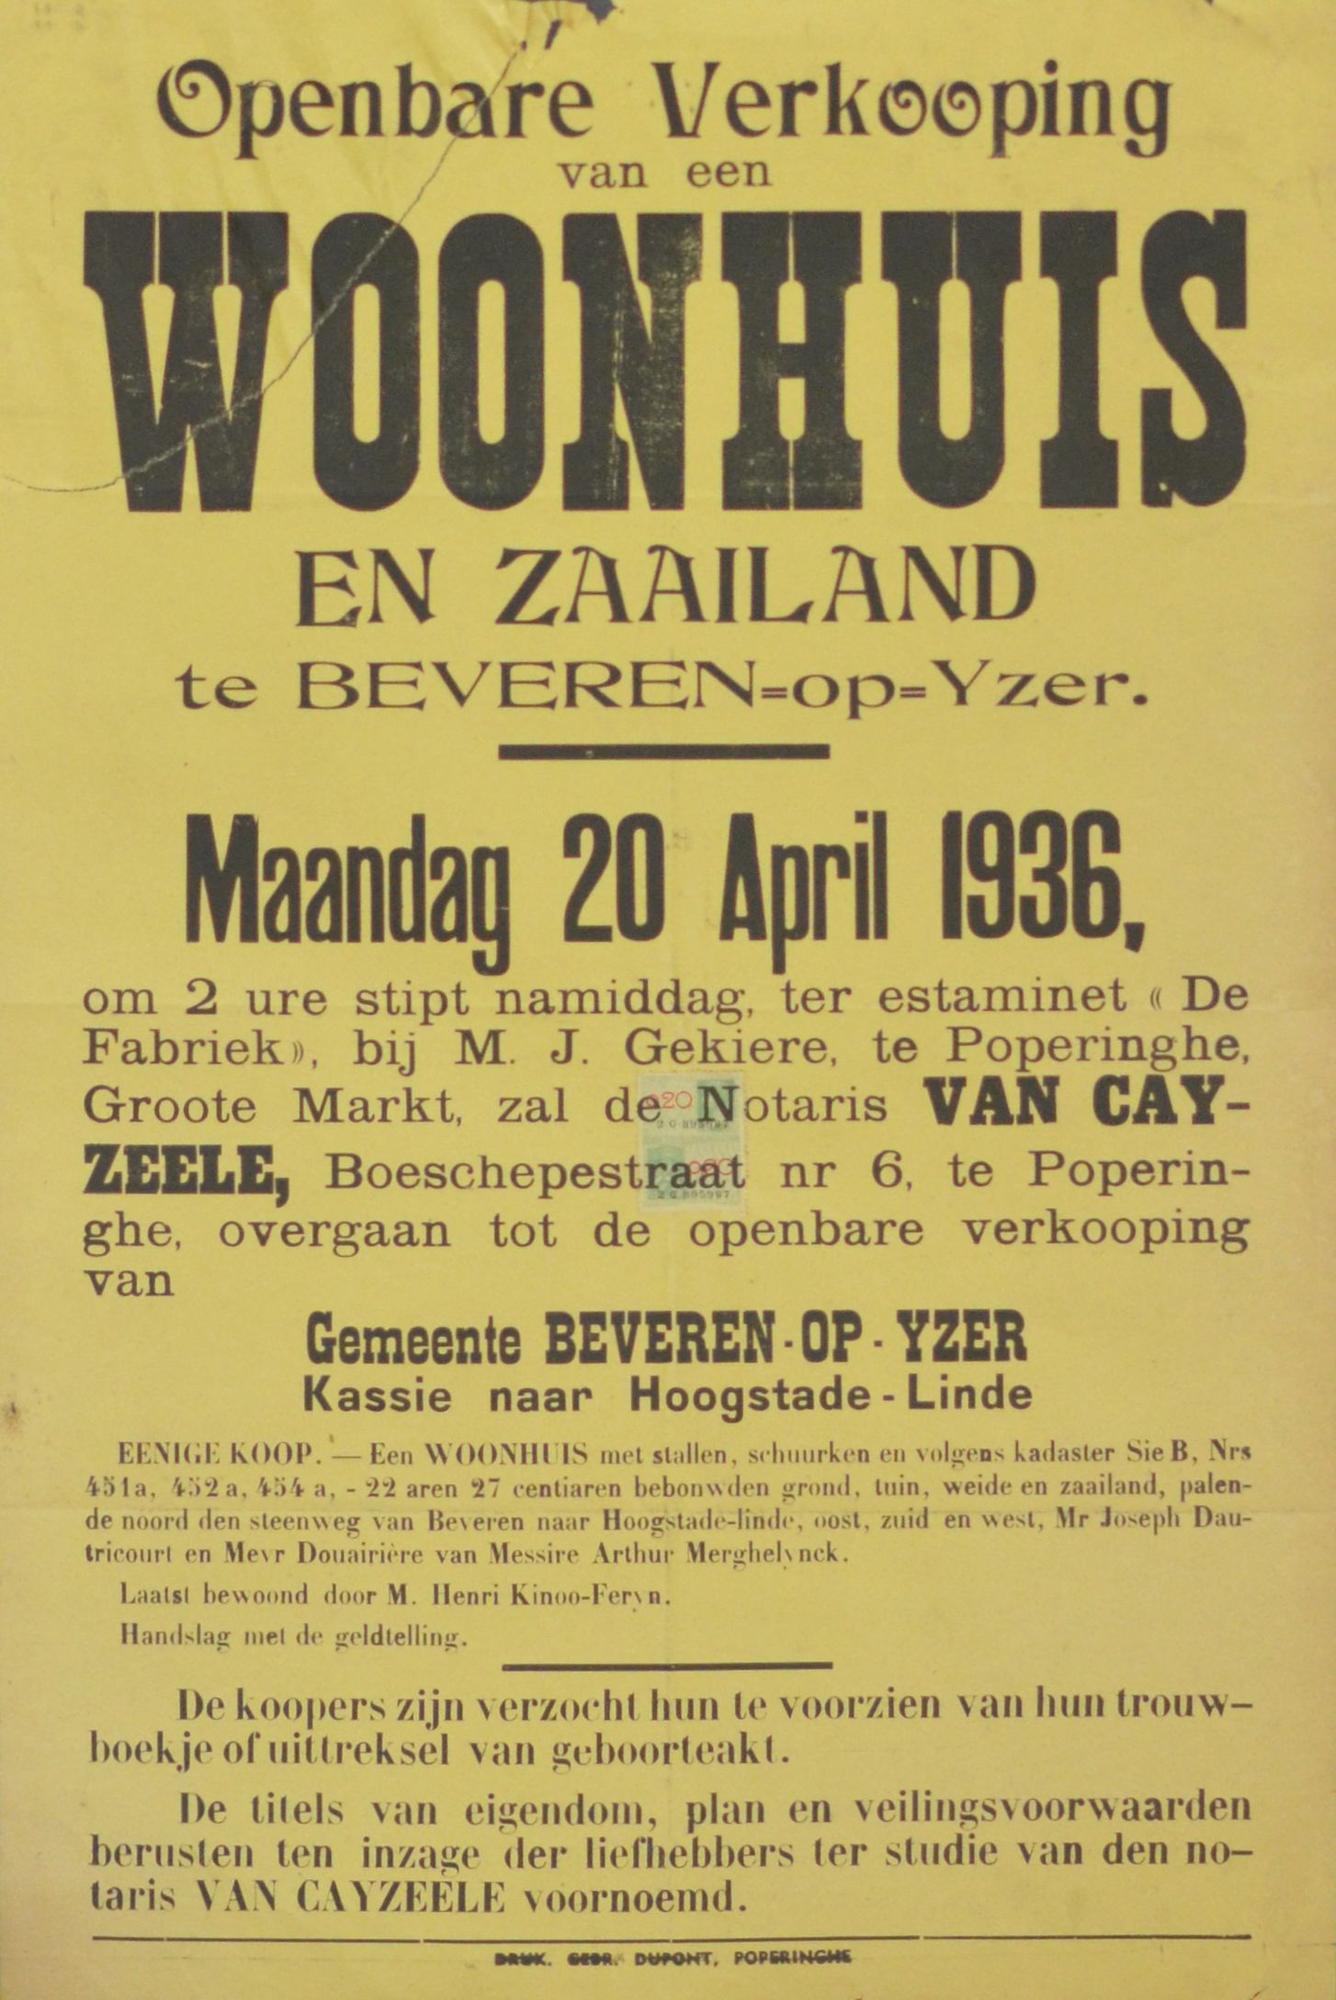 Openbare Verkooping
van een
WOONHUIS
EN ZAAILAND
te BEVEREN=op=Yzer.
Maandag 20 April 1936,
om 2 ure stipt namiddag, ter estaminet « De
Fabriek», bij M. J. Gekiere, te Poperinghe,
Groote Markt, zal de Notaris VAN CAY-
ZEELE, Boeschepestraat nr 6, te Poperin-
ghe, overgaan tot de openbare verkooping
van
Gemeente BEVEREN-OP-YZER
Kassie naar Hoogstade-Linde
EENIGE KOOP. — Een WOONHUIS met stallen, schuurken en volgens kadaster Sie B, Nrs
451a, 452a, 454a, - 22 aren 27 centiaren bebouwden grond, tuin, weide en zaailand, palen-
de noord den steenweg van Beveren naar Hoogstade-linde, oost, zuid en west, Mr Joseph Dau-
tricourt en Mevr Douairière van Messire Arthur Merghelynck.
Laatst bewoond door M. Henri Kinoo-Feryn.
Handslag met de geldtelling.
De koopers zijn verzocht hun te voorzien van hun trouw-
boekje of uittreksel van geboorteakt.
De titels van eigendom, plan en veilingsvoorwaarden
berusten ten inzage der liefhebbers ter studie van den no-
taris VAN CAYZEELE voornoemd.
DRUK. GEBR. DUPONT, POPERINGHE